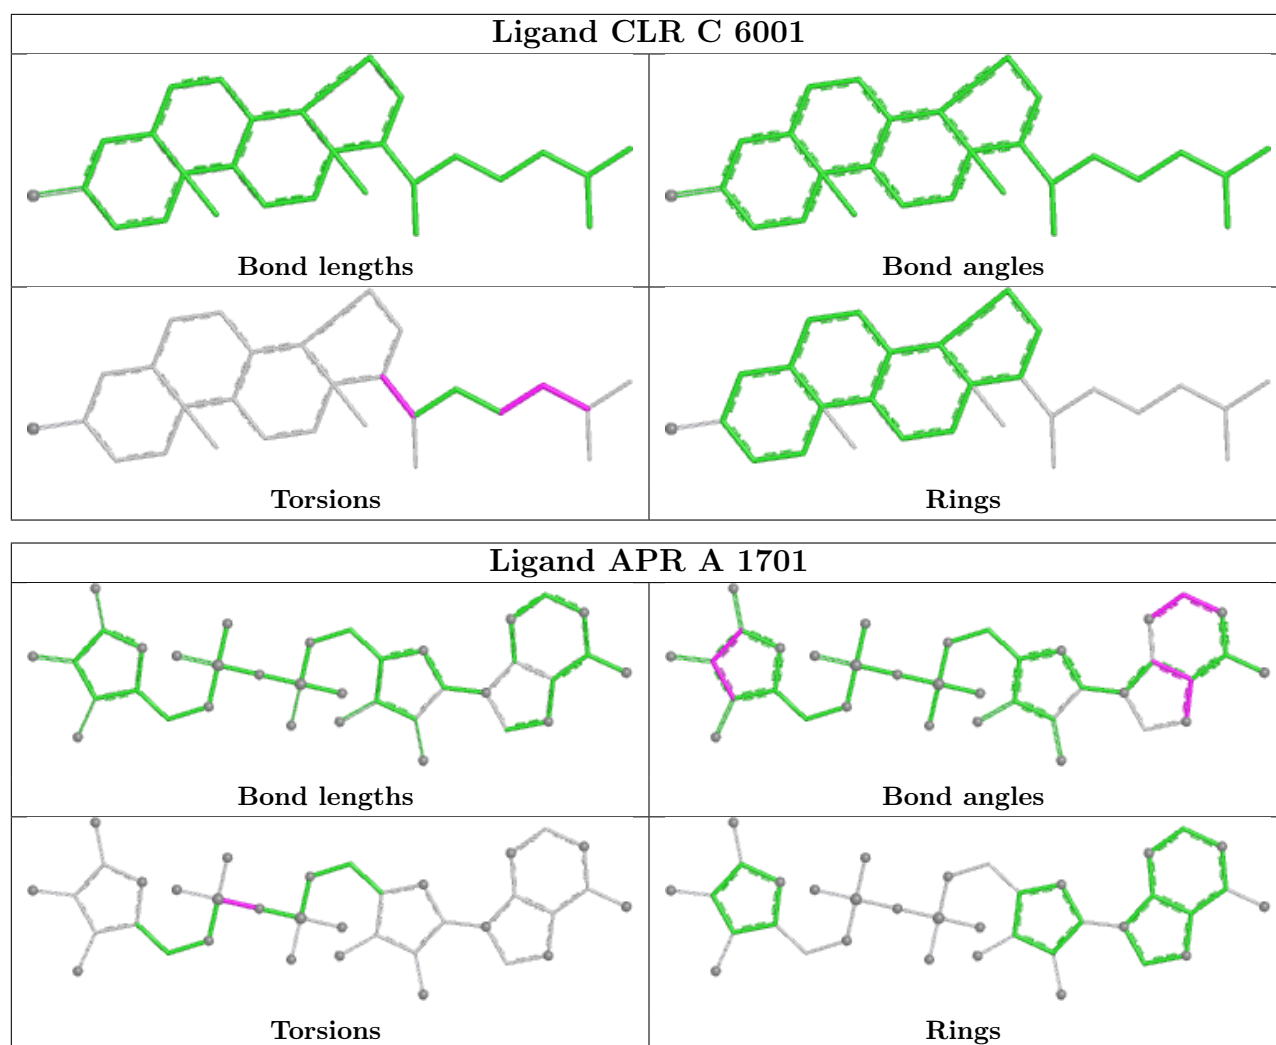 Ligand CLR C 6001
Bond lengths
Bond angles
Torsions
Rings
Ligand APR A 1701
Bond lengths
Bond angles
Torsions
Rings